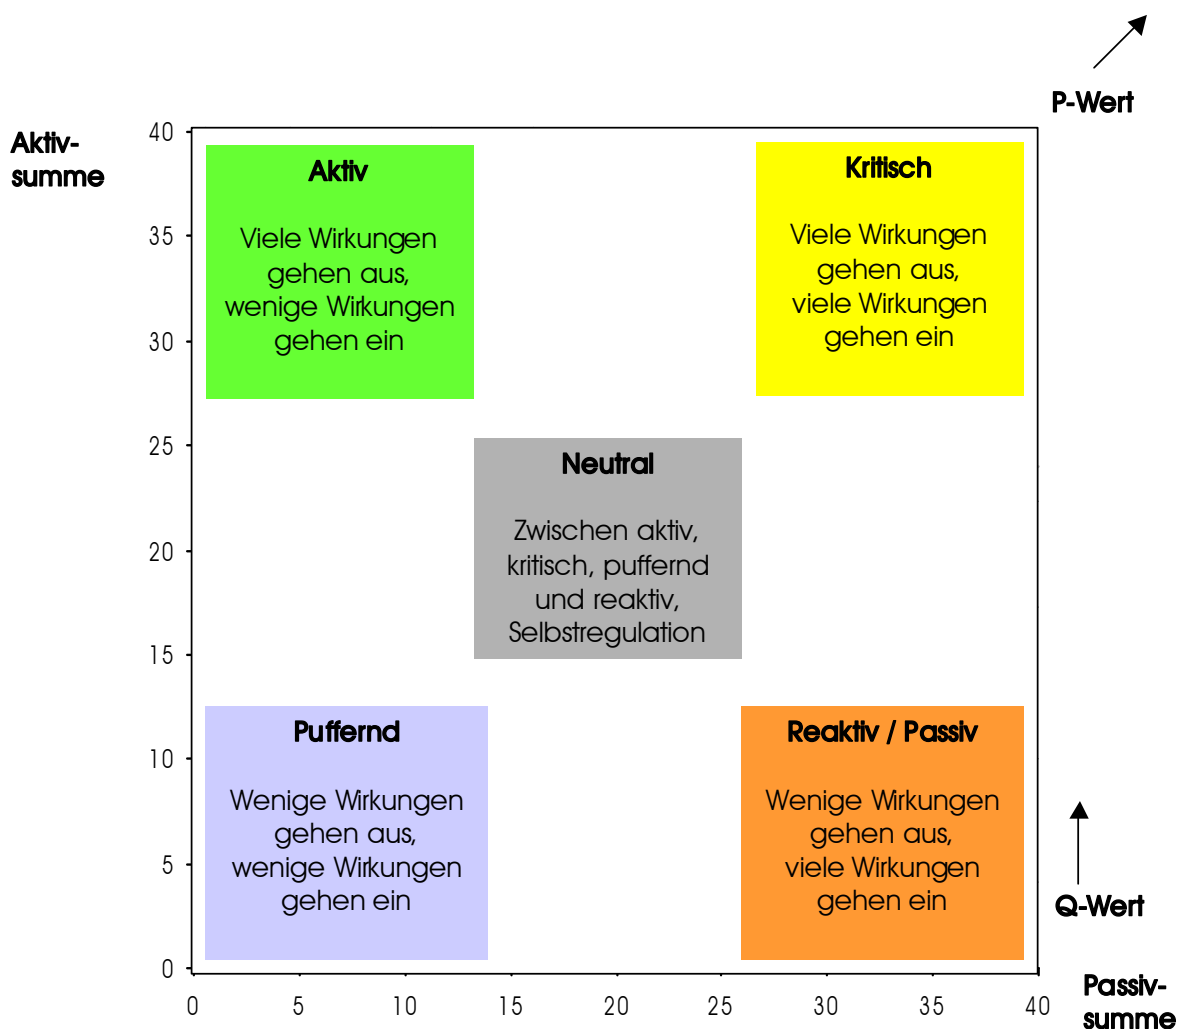 P-Wert
Aktiv-
summe
40
35
30
25
20
15
10
5
0
Aktiv
Viele Wirkungen
gehen aus,
wenige Wirkungen
gehen ein
Kritisch
Viele Wirkungen
gehen aus,
viele Wirkungen
gehen ein
Neutral
Zwischen aktiv,
kritisch, puffernd
und reaktiv,
Selbstregulation
Puffernd
Wenige Wirkungen
gehen aus,
wenige Wirkungen
gehen ein
Reaktiv / Passiv
Wenige Wirkungen
gehen aus,
viele Wirkungen
gehen ein
Q-Wert
0 5 10 15 20 25 30 35 40
Passiv-
summe